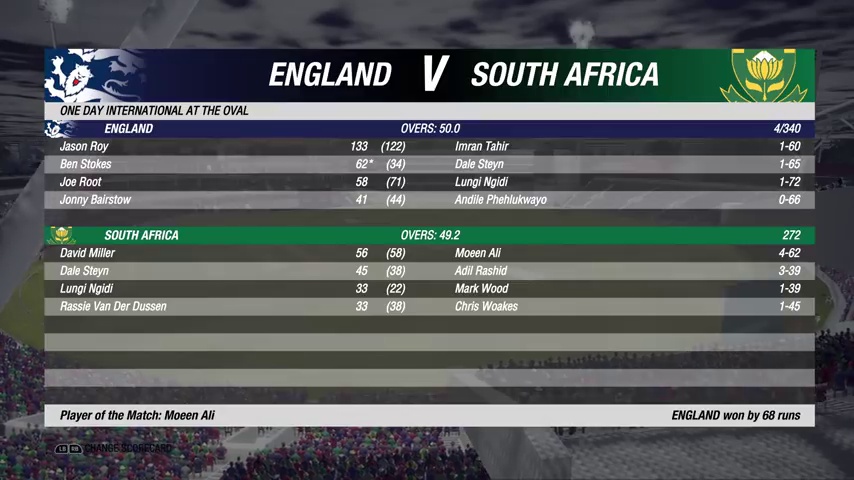 ENGLAND V SOUTH AFRICA
ONE DAY INTERNATIONAL AT THE OVAL
ENGLAND OVERS: 50.0 4/340
Jason Roy 133 (122) Imran Tahir 1-60
Ben Stokes 62* (34) Dale Steyn 1-65
Joe Root 58 (71) Lungi Ngidi 1-72
Jonny Bairstow 41 (44) Andile Phehlukwayo 0-66
SOUTH AFRICA OVERS: 49.2 272
David Miller 56 (58) Moeen Ali 4-62
Dale Steyn 45 (38) Adil Rashid 3-39
Lungi Ngidi 33 (22) Mark Wood 1-39
Rassie Van Der Dussen 33 (38) Chris Woakes 1-45
Player of the Match: Moeen Ali ENGLAND won by 68 runs
CHANGE SCORECARD